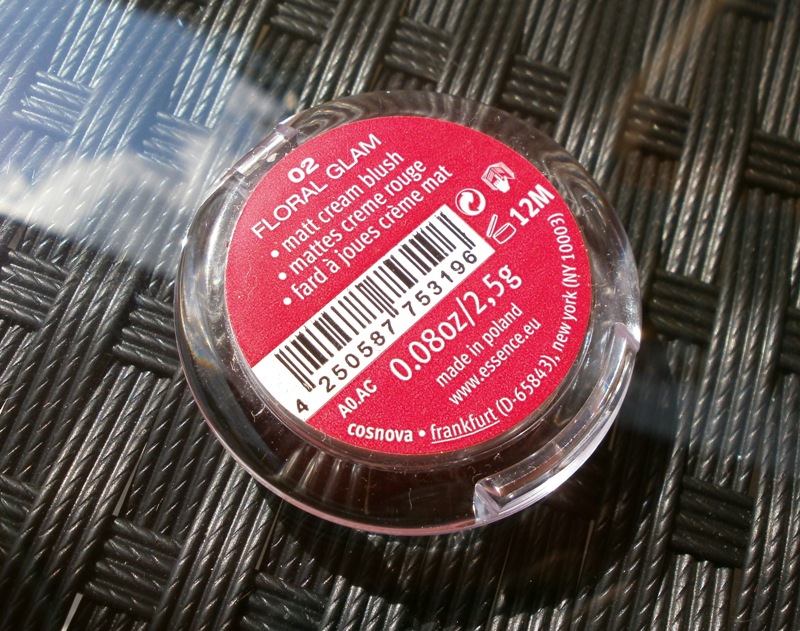 02
FLORAL GLAM
• matt cream blush
• mattes creme rouge
• fard à joues crème mat
12M
4 250587 753196
A0.AC
0.08oz/2,5g
made in poland
www.essence.eu
cosnova • frankfurt (D-65843), new york (NY 10003)